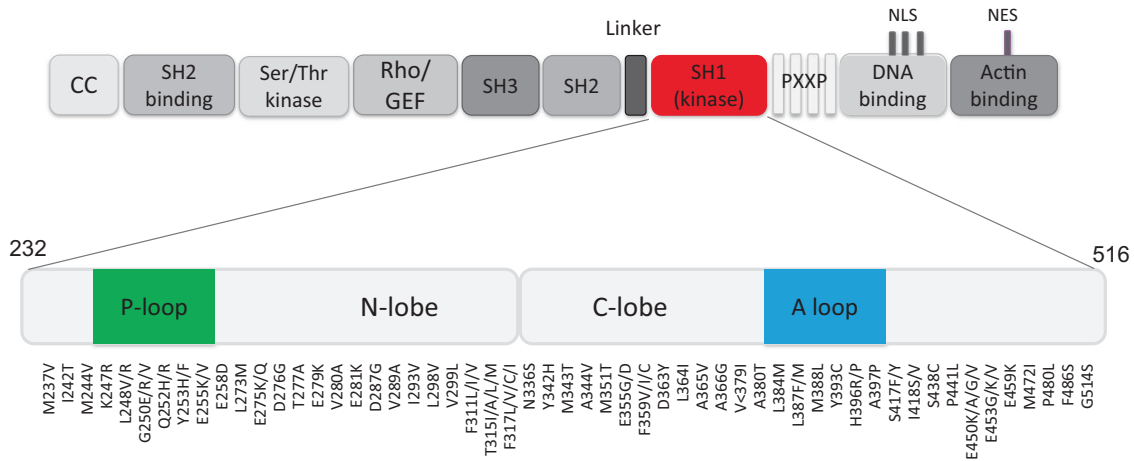 NLS
NES
Linker
CC
SH2
binding
Ser/Thr
kinase
Rho/
GEF
SH3
SH2
SH1
(kinase)
PXXP
DNA
binding
Actin
binding
232
516
P-loop
N-lobe
C-lobe
A loop
M237V
I242T
M244V
K247R
L248V/R
G250E/R/V
Q252H/R
Y253H/F
E255K/V
E258D
L273M
E275K/Q
D276G
T277A
E279K
V280A
E281K
D287G
V289A
I293V
L298V
V299L
F311L/I/V
T315I/A/L/M
F317L/V/C/I
N336S
Y342H
M343T
A344V
M351T
E355G/D
F359V/I/C
D363Y
L364I
A365V
A366G
V<379I
A380T
L384M
L387F/M
M388L
Y393C
H396R/P
A397P
S417F/Y
I418S/V
S438C
P441L
E450K/A/G/V
E453G/K/V
E459K
M472I
P480L
F486S
G514S